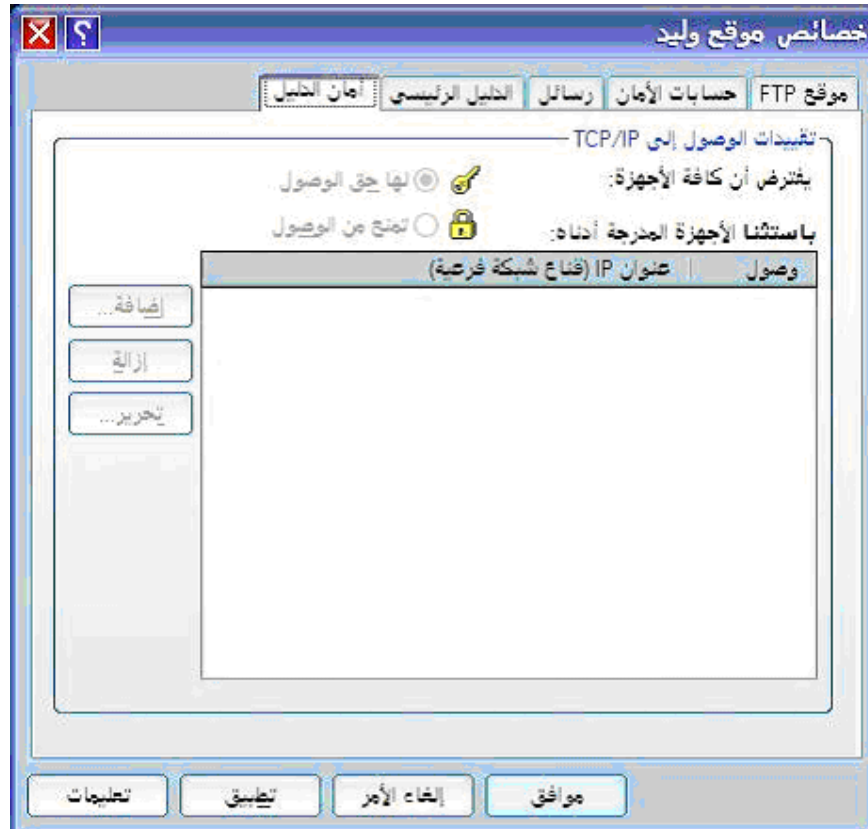 خصائص موقع وليد
موقع FTP حسابات الأمان رسائل الدليل الرئيسي أمان الدليل
تقييدات الوصول إلى TCP/IP
يفترض أن كافة الأجهزة: لها حق الوصول
باستثنا الأجهزة المدرجة أدناه: تمنع من الوصول
وصول عنوان IP (قناع شبكة فرعية)
إضافة...
إزالة
تحرير...
موافق إلغاء الأمر تطبيق تعليمات